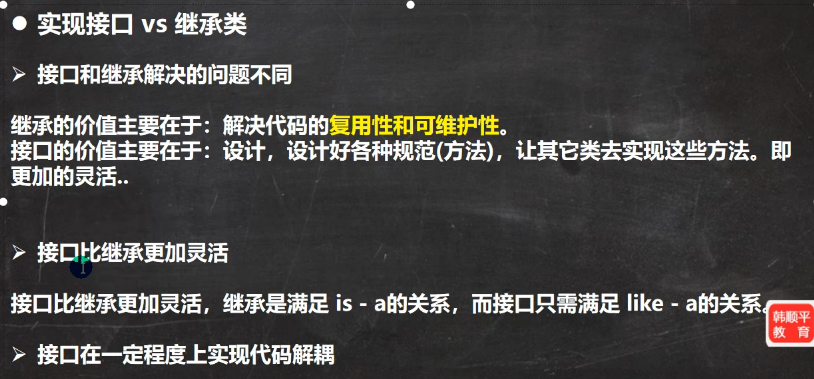 ● 实现接口 vs 继承类
➢ 接口和继承解决的问题不同
继承的价值主要在于：解决代码的复用性和可维护性。
接口的价值主要在于：设计，设计好各种规范(方法)，让其它类去实现这些方法。即
更加的灵活..
➢ 接口比继承更加灵活
接口比继承更加灵活，继承是满足 is - a的关系，而接口只需满足 like - a的关系。
韩顺平
教 育
➢ 接口在一定程度上实现代码解耦